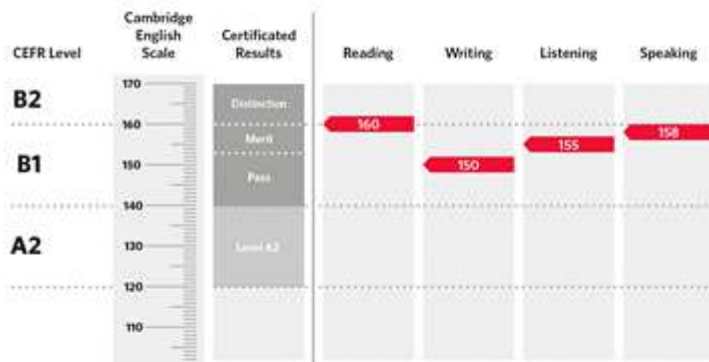 CEFR Level
Cambridge
English
Scale
Certificated
Results
Reading
Writing
Listening
Speaking
170
B2
Distinction
160
160
158
Merit
155
B1
150
150
Pass
140
A2
130
Level A2
120
110